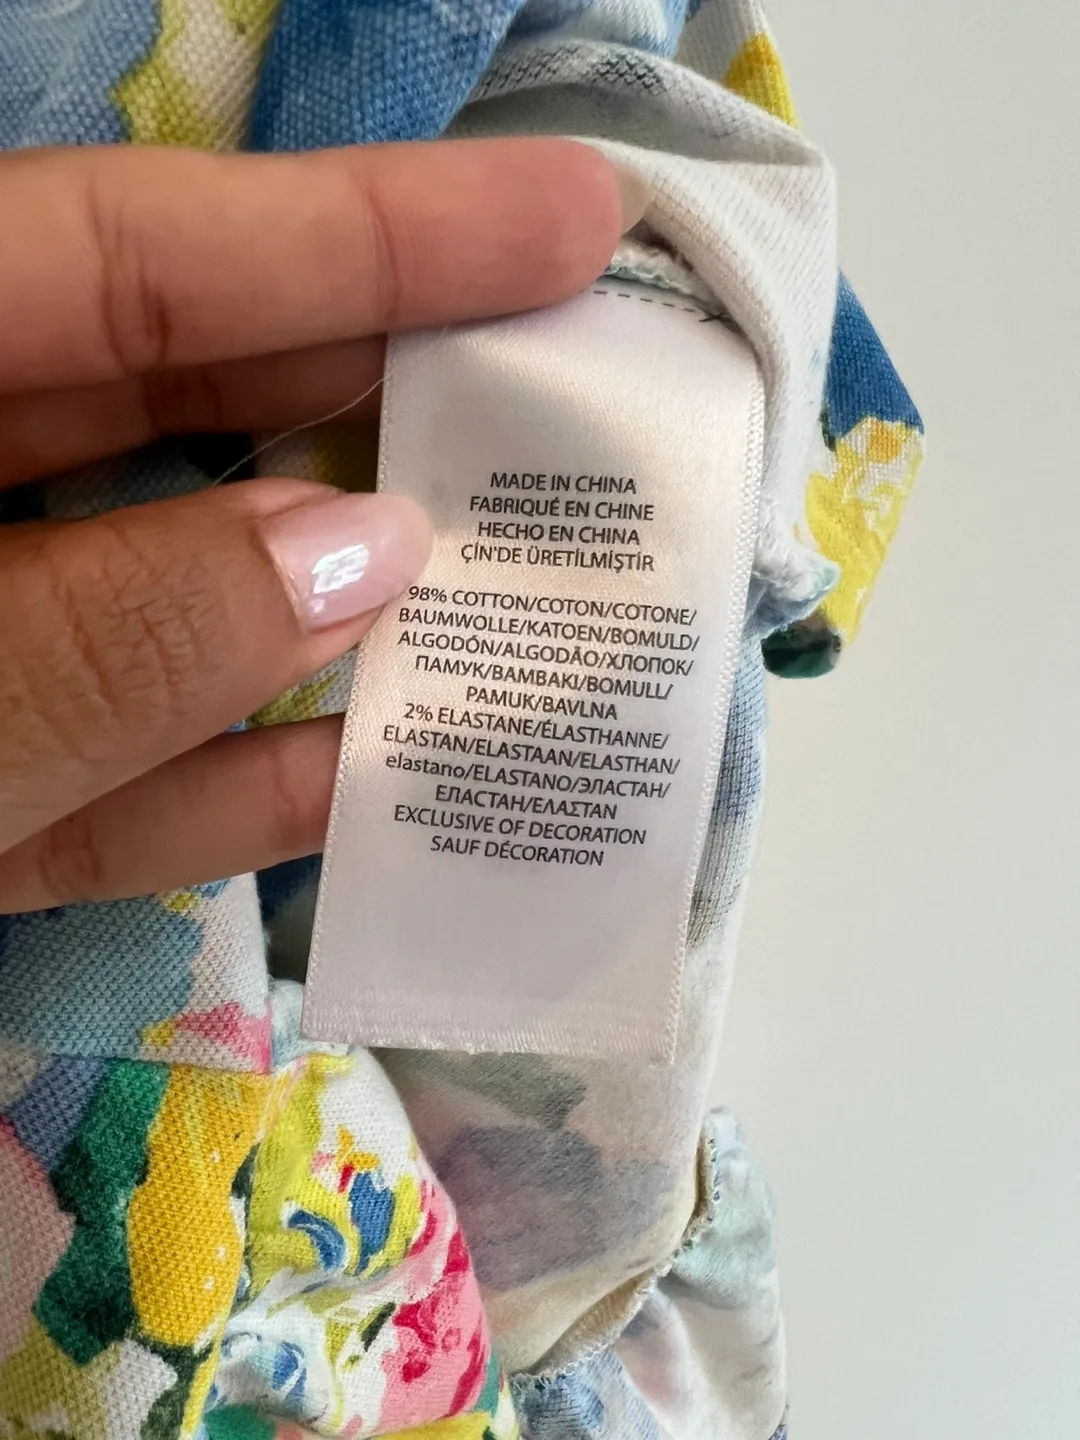 MADE IN CHINA
FABRIQUÉ EN CHINE
HECHO EN CHINA
ÇİN'DE ÜRETİLMİŞTİR
98% COTTON/COTON/COTONE/
BAUMWOLLE/KATOEN/BOMULD/
ALGODÓN/ALGODÃO/ХЛОПОК/
ПАМУК/BAMBAKI/BOMULL/
PAMUK/BAVLNA
2% ELASTANE/ÉLASTHANNE/
ELASTAN/ELASTAAN/ELASTHAN/
elastano/ELASTANO/ЭЛАСТАН/
ЕЛАСТАН/ΕΛΑΣΤΑΝ
EXCLUSIVE OF DECORATION
SAUF DÉCORATION